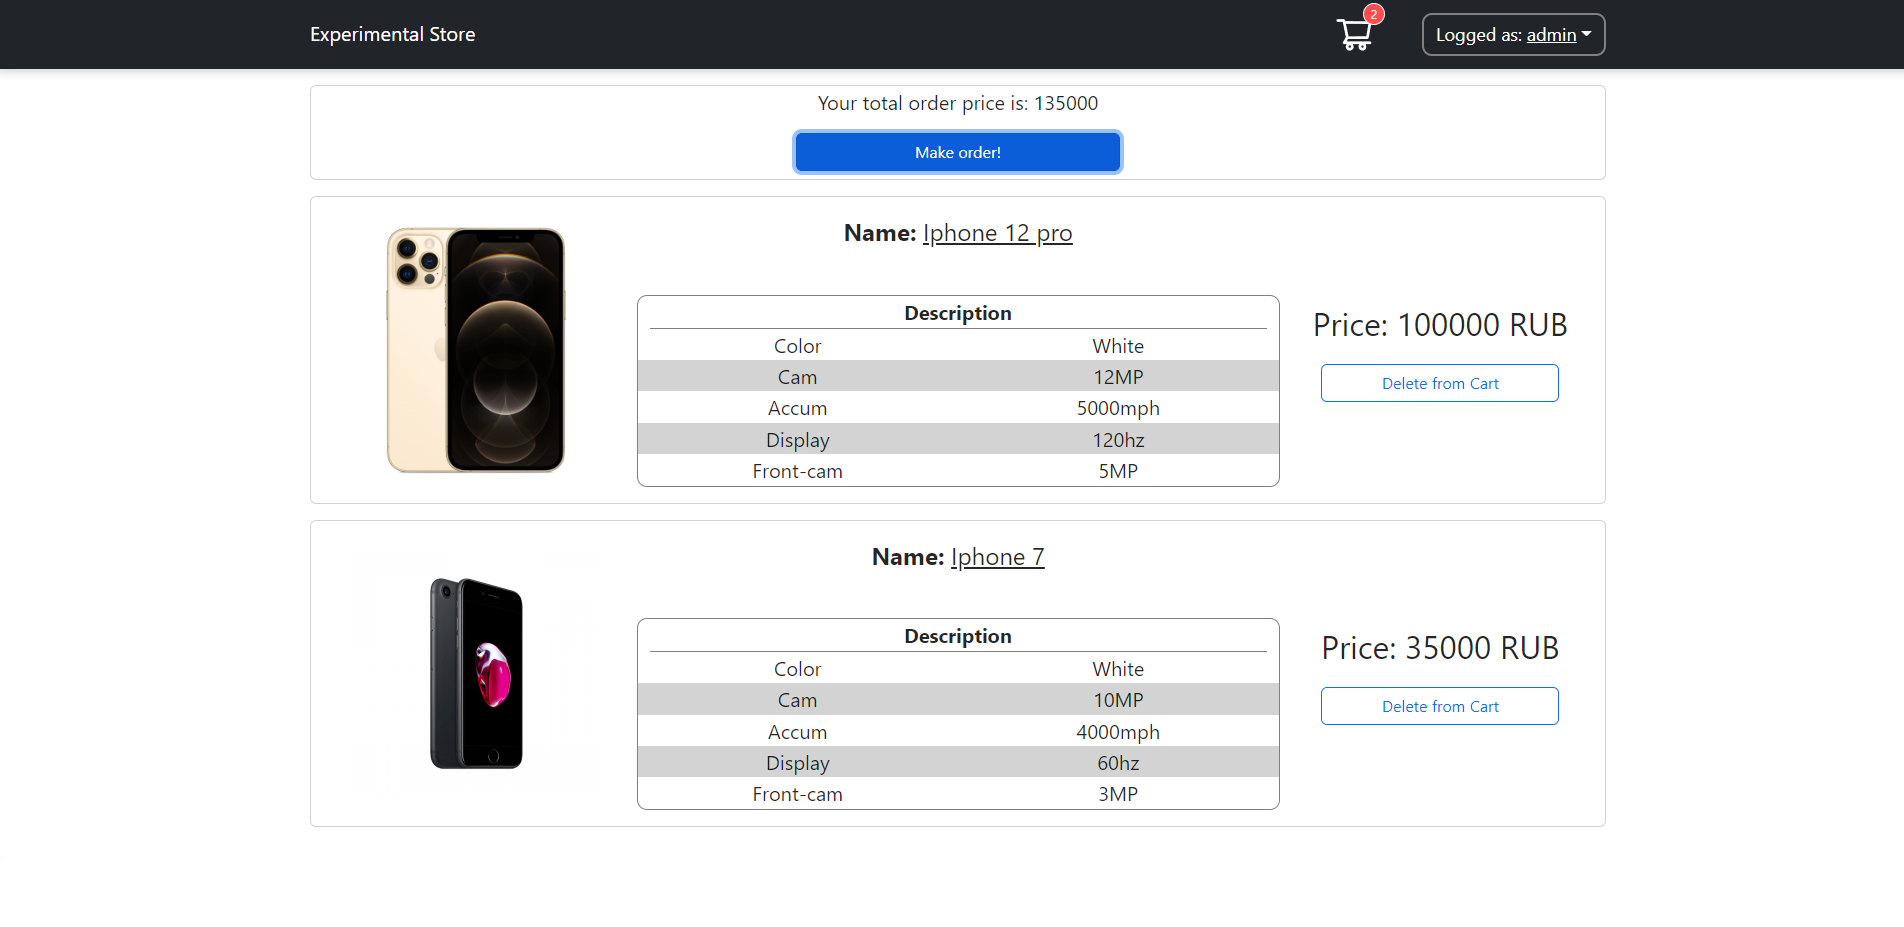 Experimental Store
2
Logged as: admin
Your total order price is: 135000
Make order!
Name: Iphone 12 pro
Description
Color White
Cam 12MP
Accum 5000mph
Display 120hz
Front-cam 5MP
Price: 100000 RUB
Delete from Cart
Name: Iphone 7
Description
Color White
Cam 10MP
Accum 4000mph
Display 60hz
Front-cam 3MP
Price: 35000 RUB
Delete from Cart